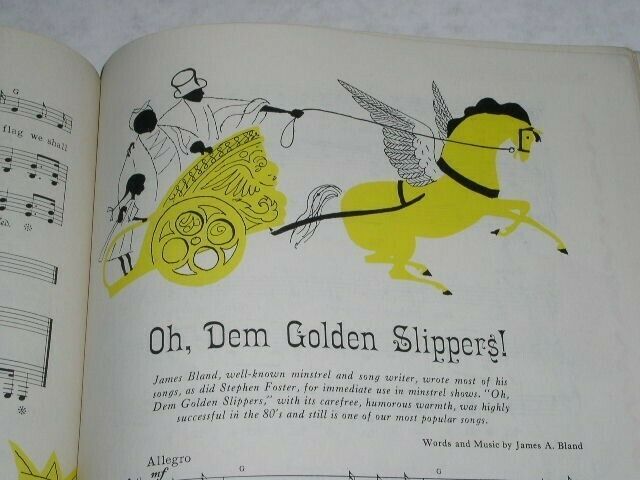 G
flag we shall
Oh, Dem Golden Slippers!
James Bland, well-known minstrel and song writer, wrote most of his
songs, as did Stephen Foster, for immediate use in minstrel shows. "Oh,
Dem Golden Slippers," with its carefree, humorous warmth, was highly
successful in the 80's and still is one of our most popular songs.
Words and Music by James A. Bland
Allegro
mf
G
G